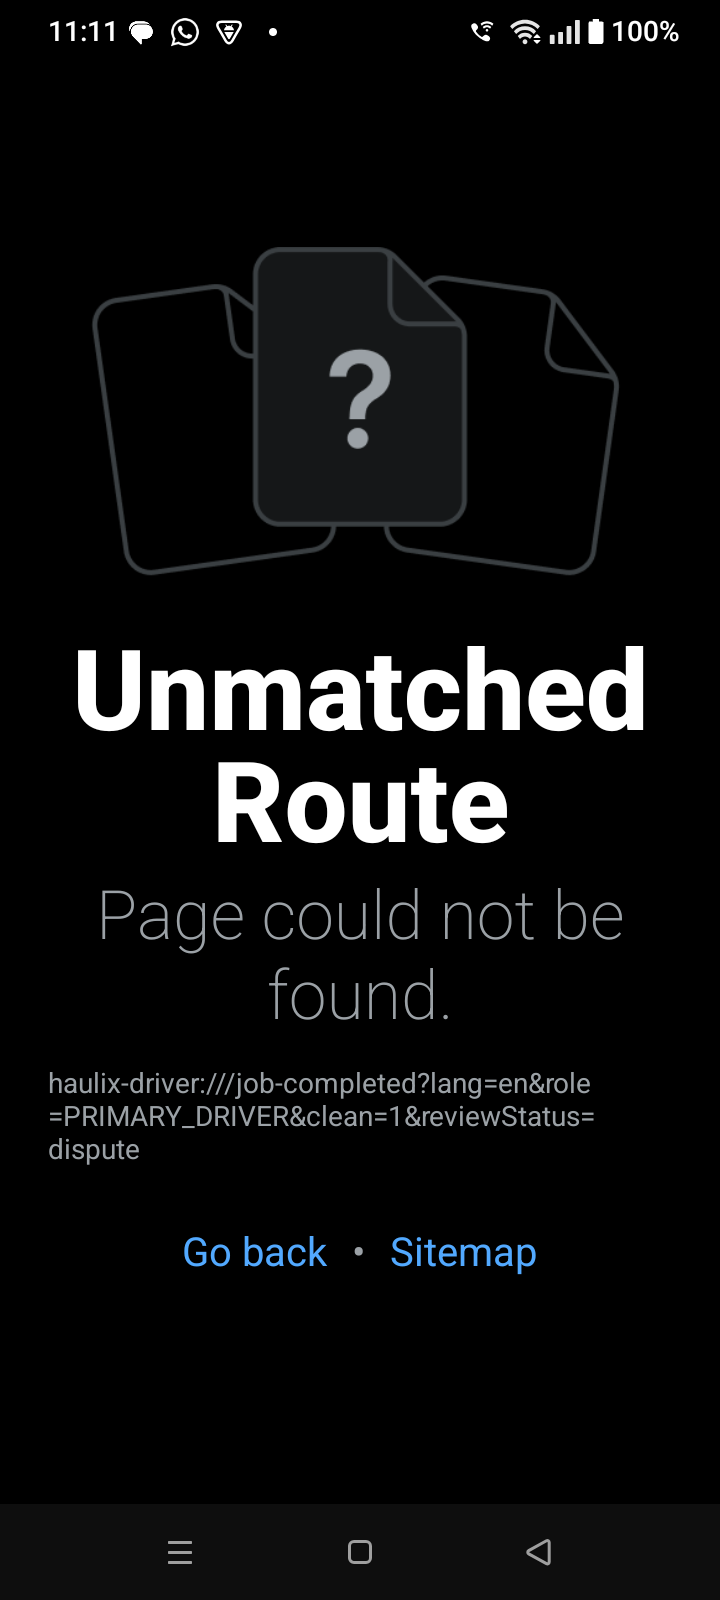 11:11
100%
?
Unmatched
Route
Page could not be
found.
haulix-driver:///job-completed?lang=en&role
=PRIMARY_DRIVER&clean=1&reviewStatus=
dispute
Go back • Sitemap